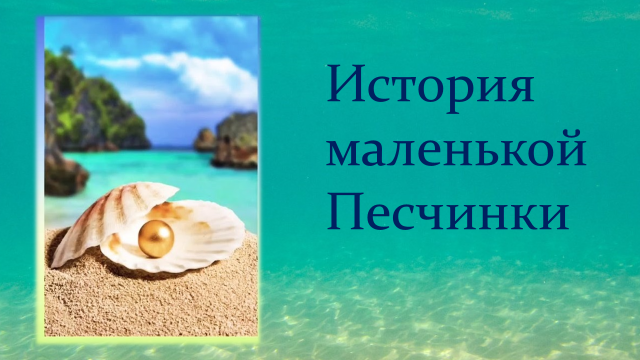 История
маленькой
Песчинки